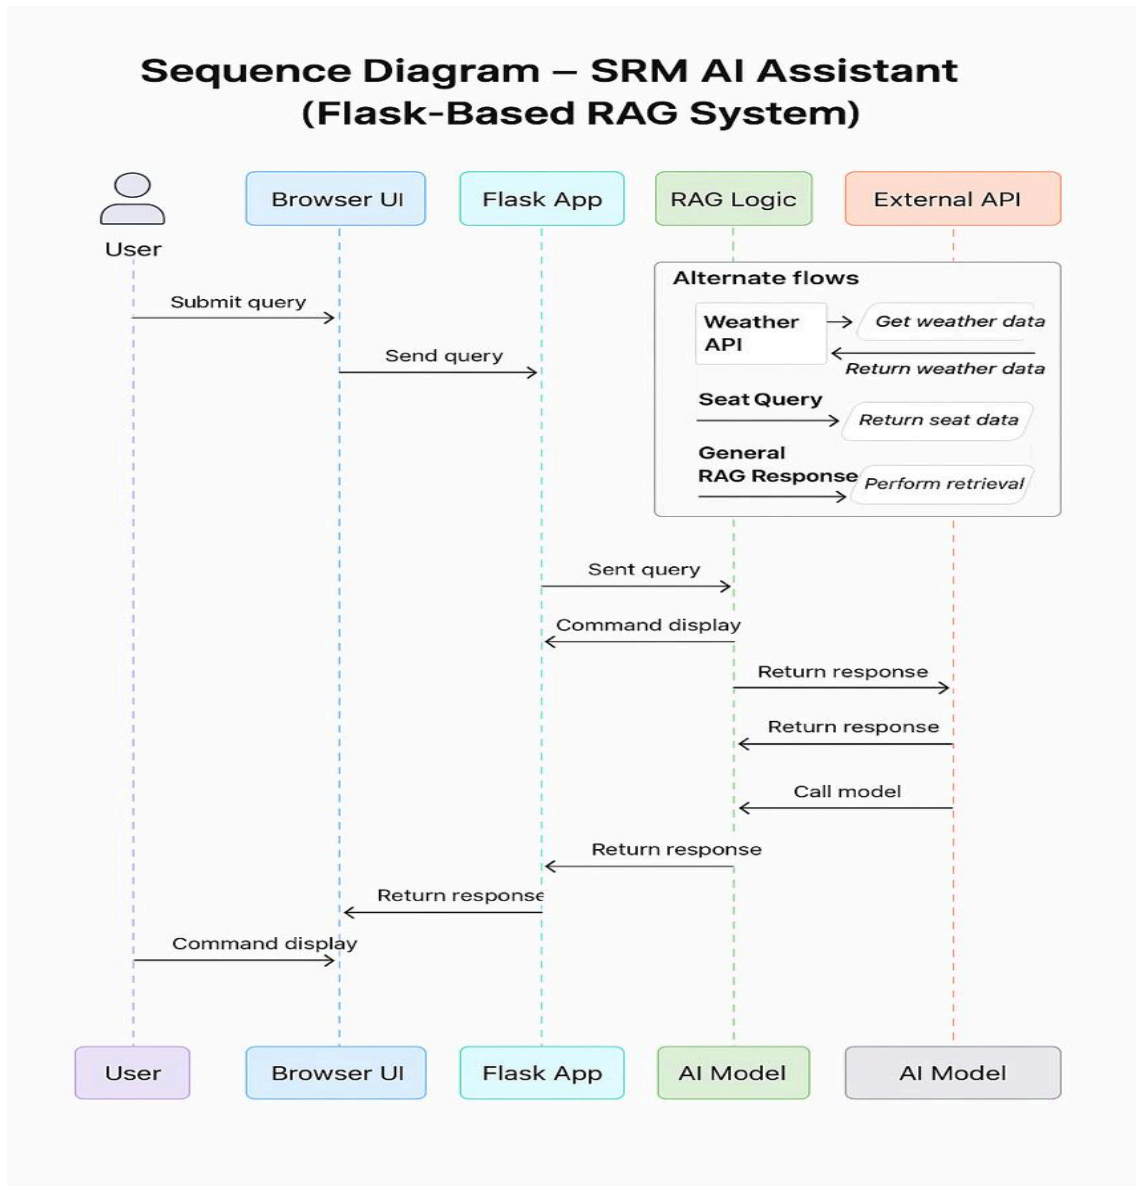 Sequence Diagram – SRM AI Assistant
(Flask-Based RAG System)
User
Browser UI
Flask App
RAG Logic
External API
Alternate flows
Submit query
Weather
API
Get weather data
Send query
Return weather data
Seat Query
Return seat data
General
RAG Response
Perform retrieval
Sent query
Command display
Return response
Return response
Call model
Return response
Return response
Command display
User
Browser UI
Flask App
AI Model
AI Model